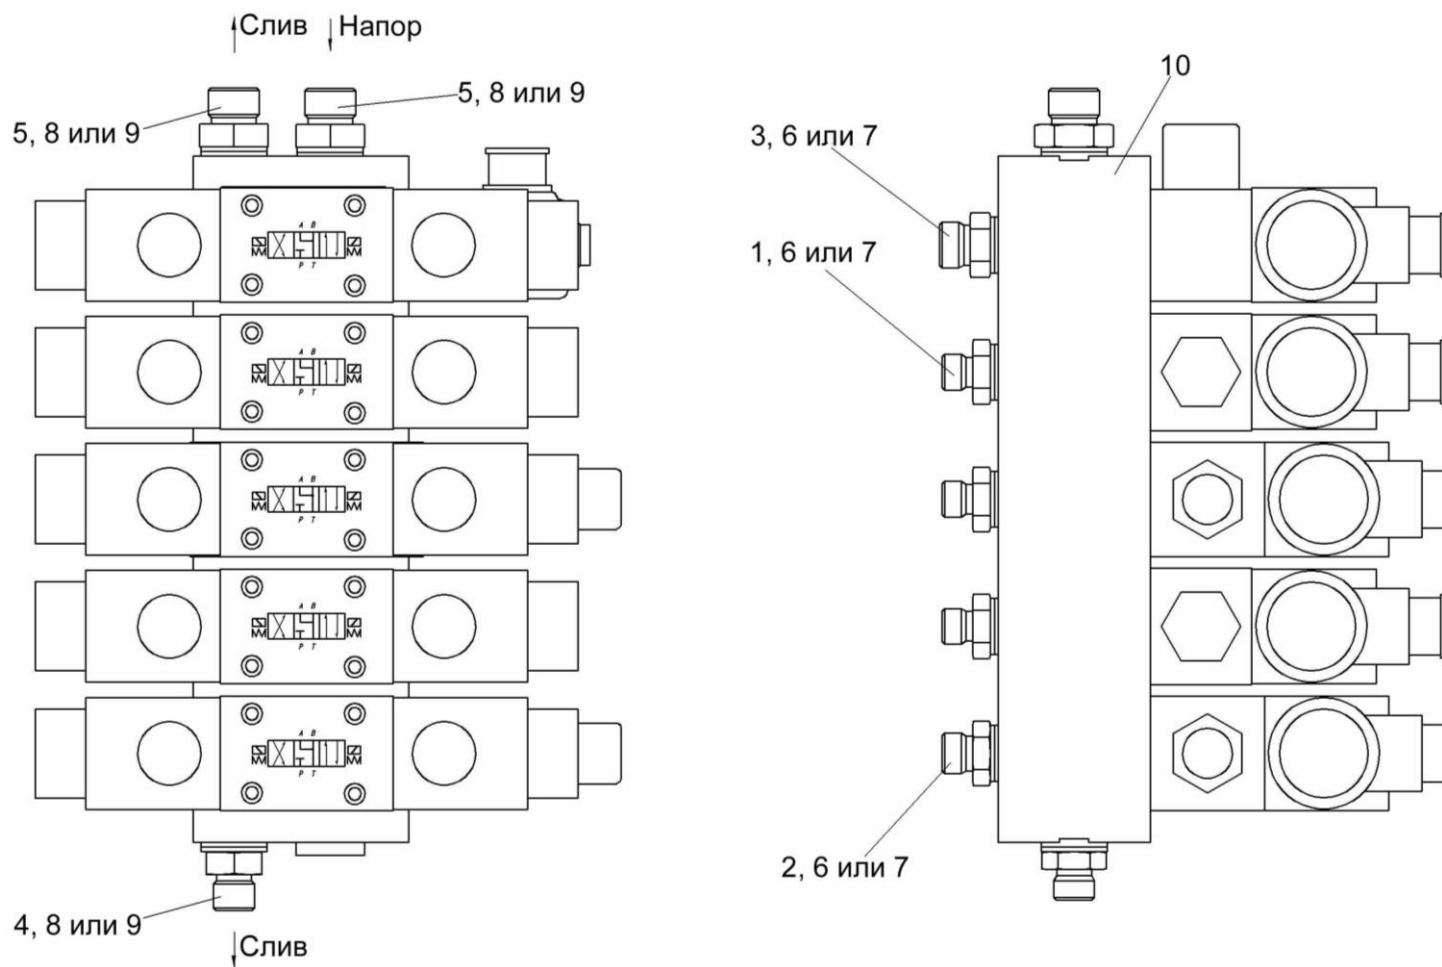 Слив
Напор
5, 8 или 9
5, 8 или 9
A B
P T
A B
P T
A B
P T
A B
P T
A B
P T
4, 8 или 9
Слив
10
3, 6 или 7
1, 6 или 7
2, 6 или 7